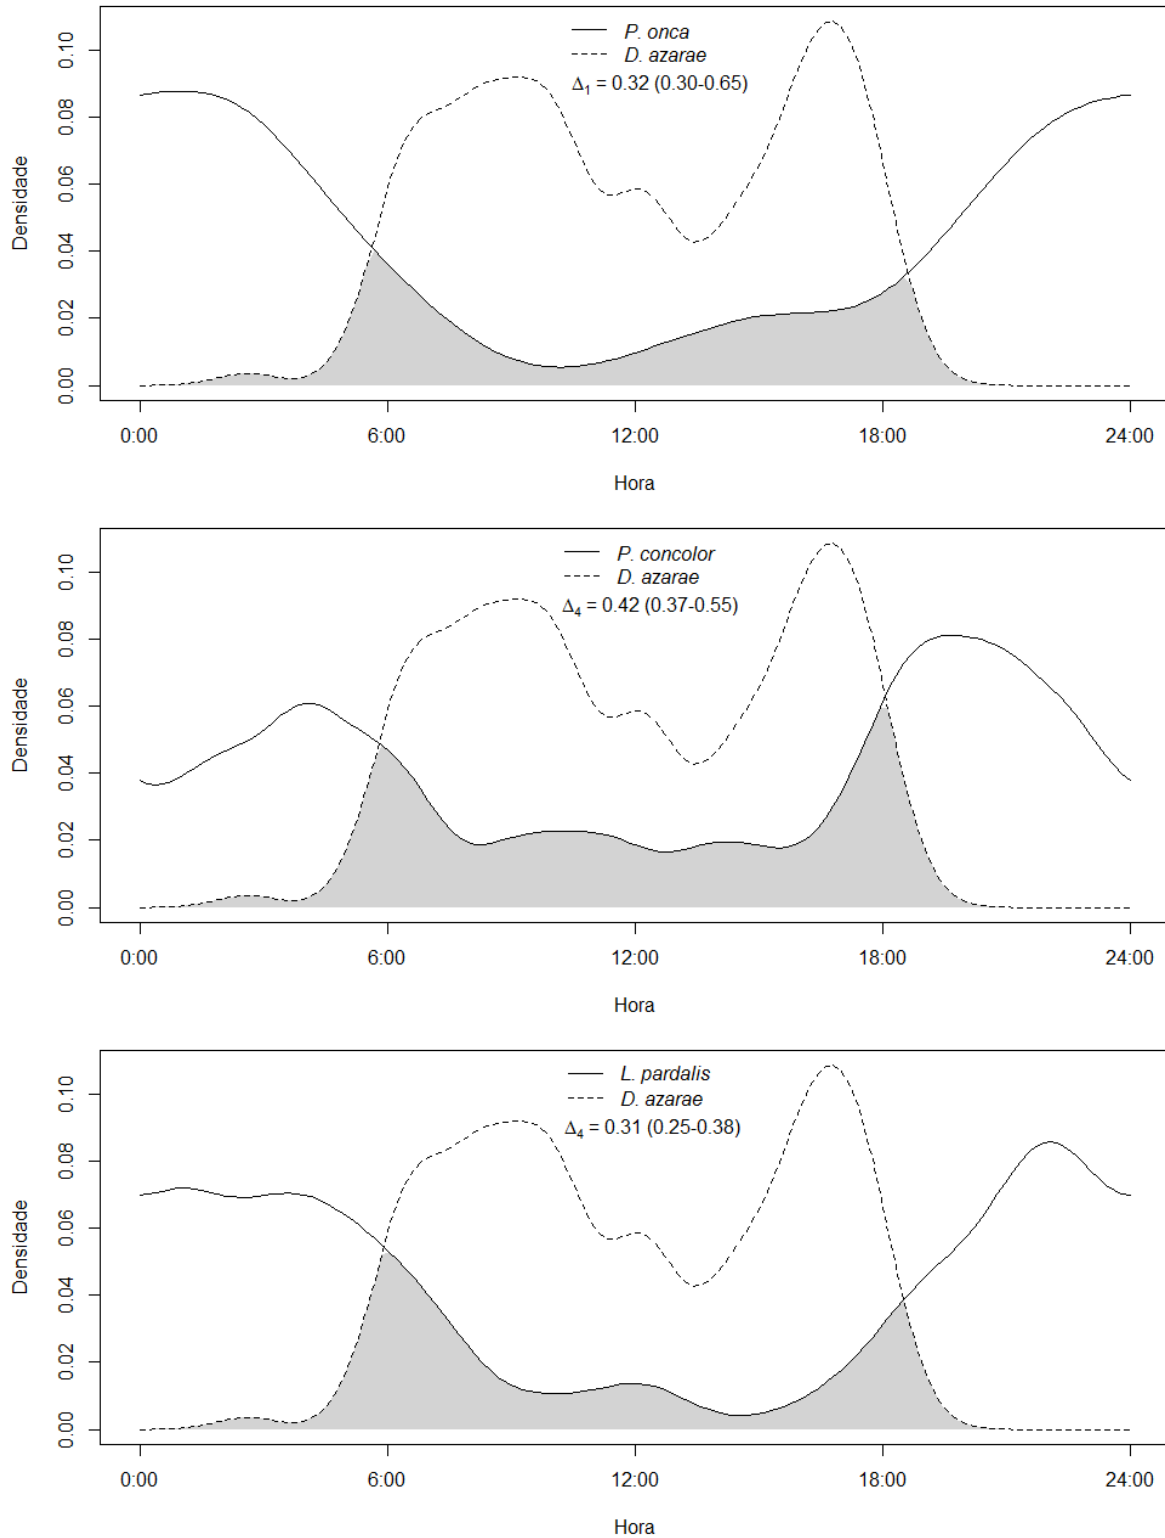 P. onca
D. azarae
Δ1 = 0.32 (0.30-0.65)
Densidade
0.10
0.08
0.06
0.04
0.02
0.00
0:00 6:00 12:00 18:00 24:00
Hora
P. concolor
D. azarae
Δ4 = 0.42 (0.37-0.55)
Densidade
0.10
0.08
0.06
0.04
0.02
0.00
0:00 6:00 12:00 18:00 24:00
Hora
L. pardalis
D. azarae
Δ4 = 0.31 (0.25-0.38)
Densidade
0.10
0.08
0.06
0.04
0.02
0.00
0:00 6:00 12:00 18:00 24:00
Hora